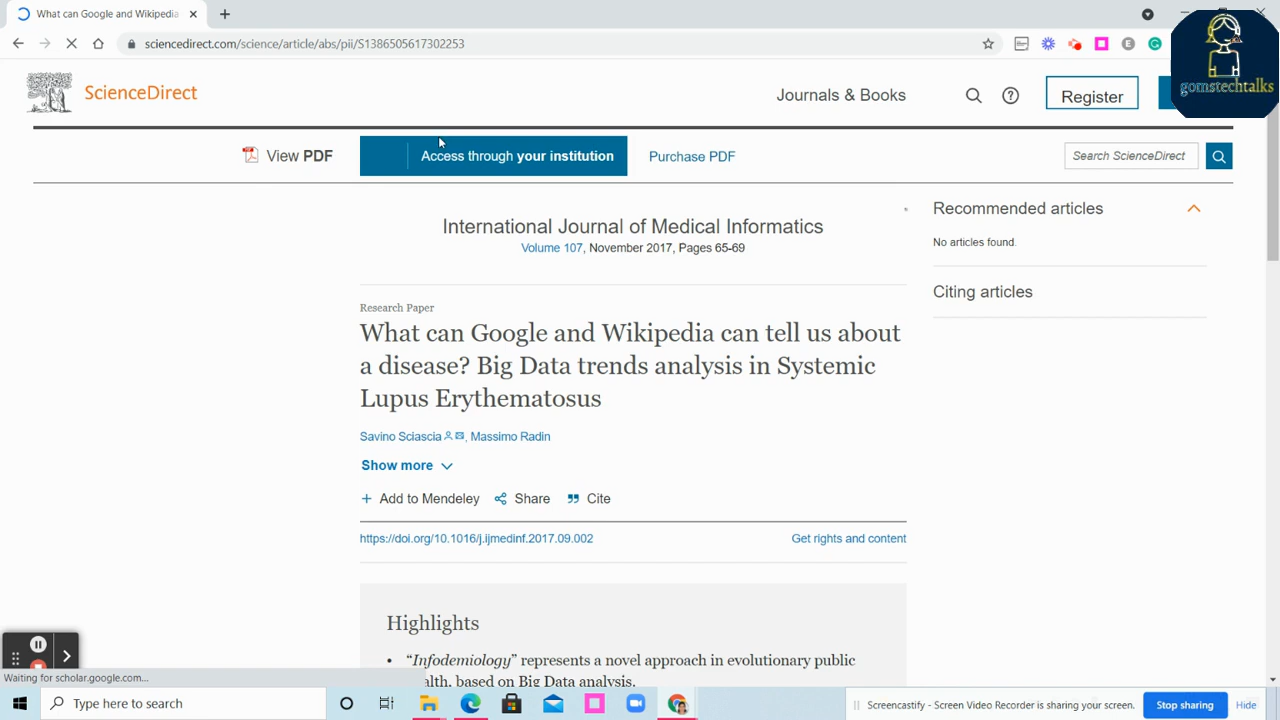 What can Google and Wikipedia
sciencedirect.com/science/article/abs/pii/S1386505617302253
gomstechtalks
ScienceDirect
Journals & Books
Register
View PDF
Access through your institution
Purchase PDF
Search ScienceDirect
International Journal of Medical Informatics
Volume 107, November 2017, Pages 65-69
Recommended articles
No articles found.
Citing articles
Research Paper
What can Google and Wikipedia can tell us about
a disease? Big Data trends analysis in Systemic
Lupus Erythematosus
Savino Sciascia, Massimo Radin
Show more
Add to Mendeley
Share
Cite
https://doi.org/10.1016/j.ijmedinf.2017.09.002
Get rights and content
Highlights
• “Infodemiology” represents a novel approach in evolutionary public
health, based on Big Data analysis.
Waiting for scholar.google.com...
Type here to search
Screencastify - Screen Video Recorder is sharing your screen.
Stop sharing
Hide